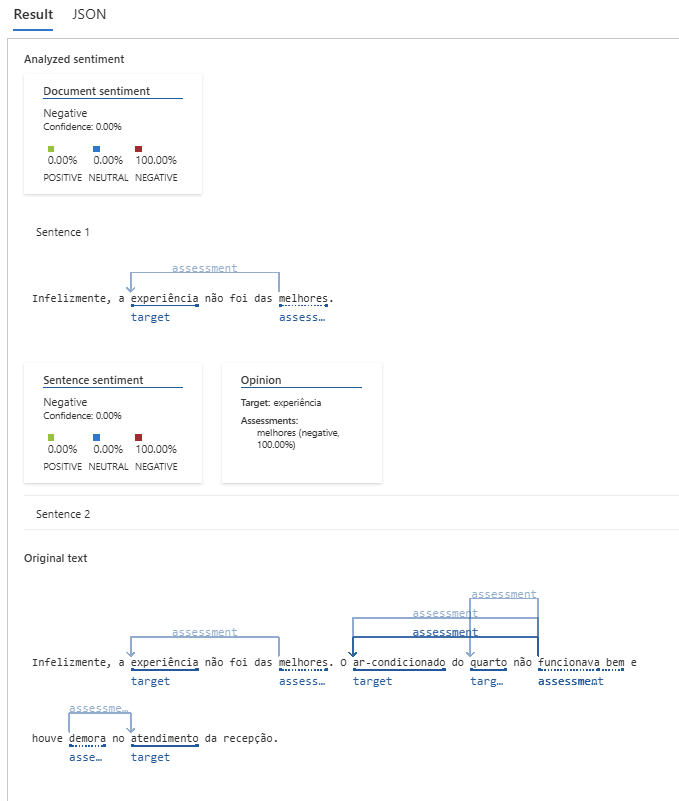 Result JSON
Analyzed sentiment
Document sentiment
Negative
Confidence: 0.00%
0.00% 0.00% 100.00%
POSITIVE NEUTRAL NEGATIVE
Sentence 1
assessment
Infelizmente, a experiência não foi das melhores.
target assess…
Sentence sentiment
Negative
Confidence: 0.00%
0.00% 0.00% 100.00%
POSITIVE NEUTRAL NEGATIVE
Opinion
Target: experiência
Assessments:
melhores (negative,
100.00%)
Sentence 2
Original text
assessment
assessment
assessment assessment
Infelizmente, a experiência não foi das melhores. O ar-condicionado do quarto não funcionava bem e
target assess… target targ… assessment
assessme…
houve demora no atendimento da recepção.
asse… target